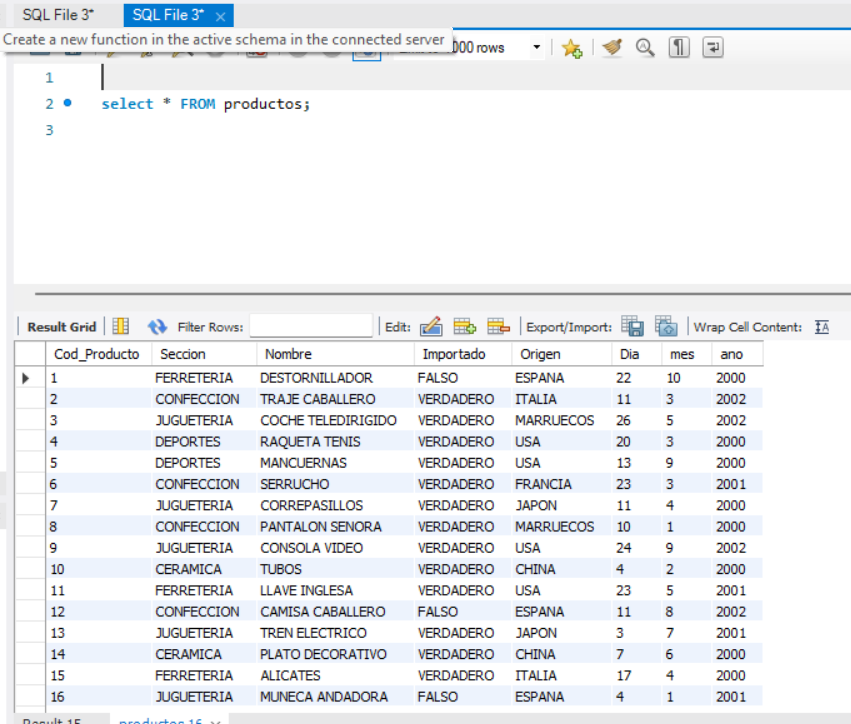 SQL File 3* SQL File 3* ×
Create a new function in the active schema in the connected server
000 rows
1
2 select * FROM productos;
3
Result Grid Filter Rows: Edit: Export/Import: Wrap Cell Content: IA
Cod_Producto Seccion Nombre Importado Origen Dia mes ano
1 FERRETERIA DESTORNILLADOR FALSO ESPANA 22 10 2000
2 CONFECCION TRAJE CABALLERO VERDADERO ITALIA 11 3 2002
3 JUGUETERIA COCHE TELEDIRIGIDO VERDADERO MARRUECOS 26 5 2002
4 DEPORTES RAQUETA TENIS VERDADERO USA 20 3 2000
5 DEPORTES MANCUERNAS VERDADERO USA 13 9 2000
6 CONFECCION SERRUCHO VERDADERO FRANCIA 23 3 2001
7 JUGUETERIA CORREPASILLOS VERDADERO JAPON 11 4 2000
8 CONFECCION PANTALON SENORA VERDADERO MARRUECOS 10 1 2000
9 JUGUETERIA CONSOLA VIDEO VERDADERO USA 24 9 2002
10 CERAMICA TUBOS VERDADERO CHINA 4 2 2000
11 FERRETERIA LLAVE INGLESA VERDADERO USA 23 5 2001
12 CONFECCION CAMISA CABALLERO FALSO ESPANA 11 8 2002
13 JUGUETERIA TREN ELECTRICO VERDADERO JAPON 3 7 2001
14 CERAMICA PLATO DECORATIVO VERDADERO CHINA 7 6 2000
15 FERRETERIA ALICATES VERDADERO ITALIA 17 4 2000
16 JUGUETERIA MUNECA ANDADORA FALSO ESPANA 4 1 2001
Result 15 productos 16